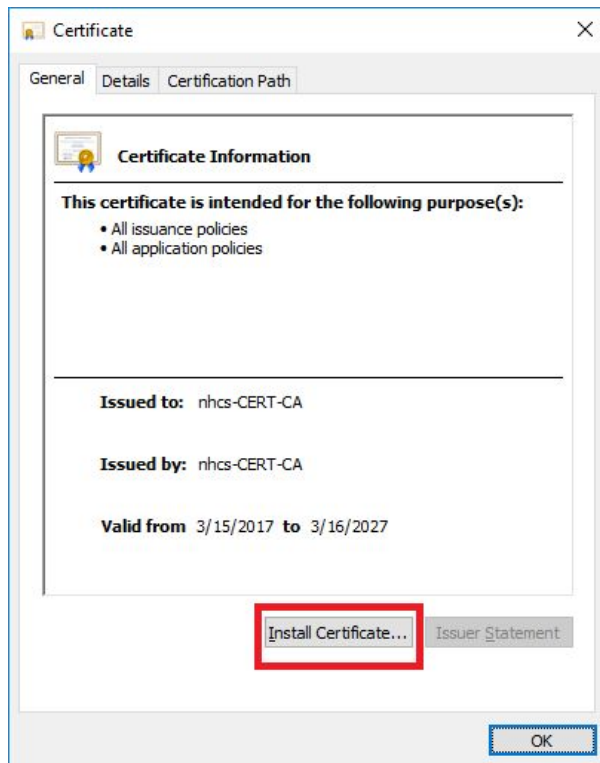 Certificate
General Details Certification Path
Certificate Information
This certificate is intended for the following purpose(s):
• All issuance policies
• All application policies
Issued to: nhcs-CERT-CA
Issued by: nhcs-CERT-CA
Valid from 3/15/2017 to 3/16/2027
Install Certificate... Issuer Statement
OK